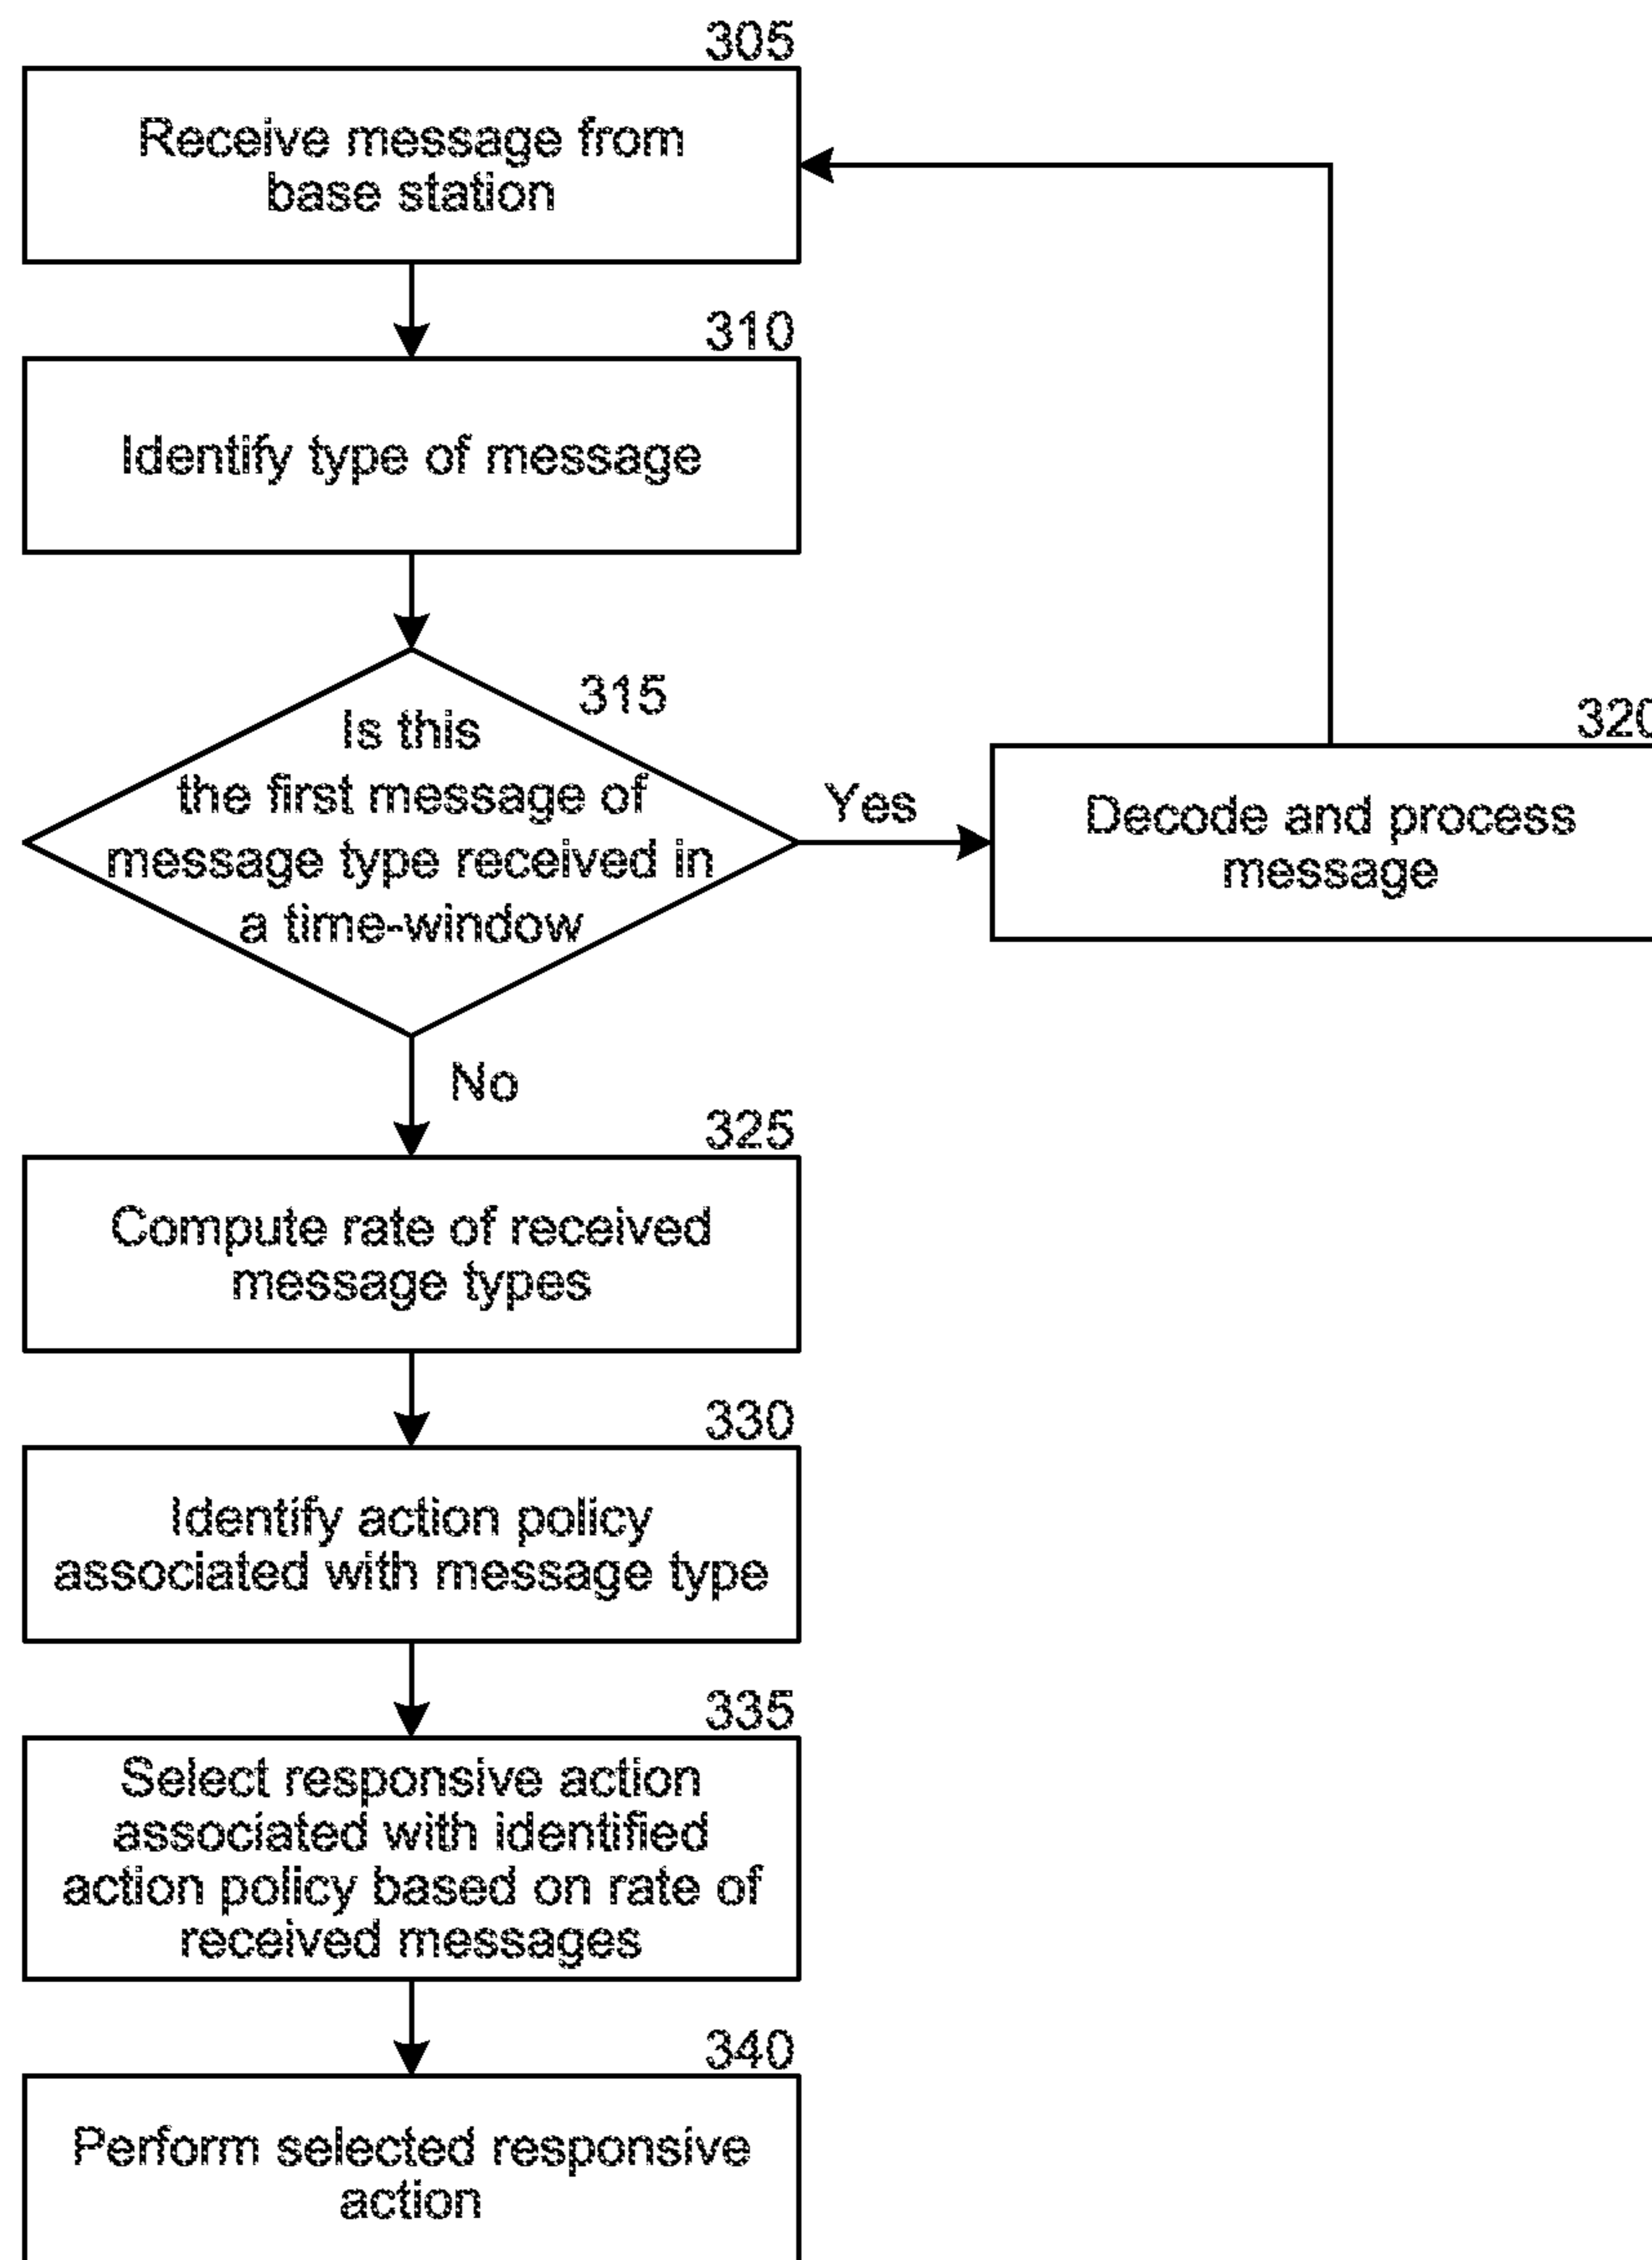 305
Receive message from
base station
310
Identify type of message
315
Is this
the first message of
message type received in
a time-window
Yes
320
Decode and process
message
No
325
Compute rate of received
message types
330
Identify action policy
associated with message type
335
Select responsive action
associated with identified
action policy based on rate of
received messages
340
Perform selected responsive
action